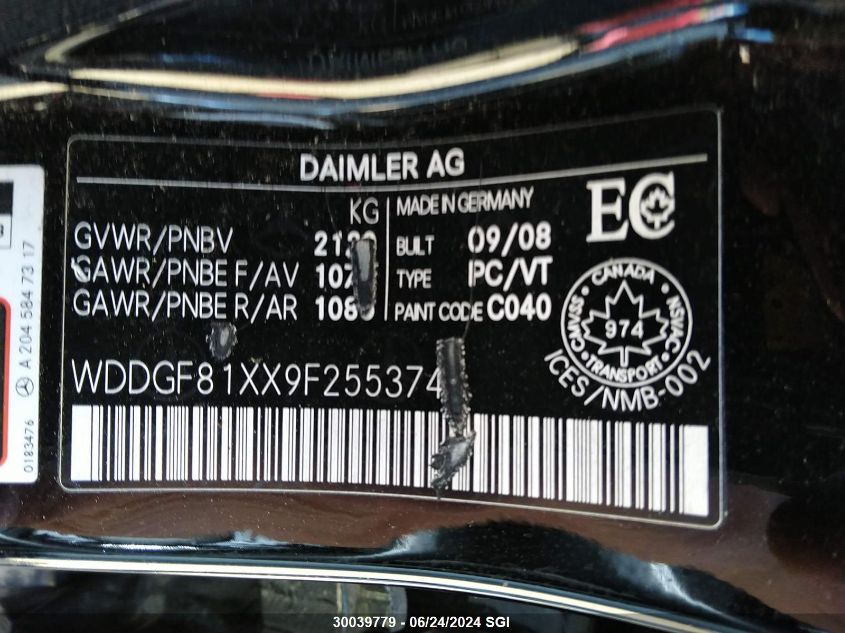 DAIMLER AG
KG
MADE IN GERMANY
EC
GVWR/PNBV
BUILT 09/08
GAWR/PNBE F/AV
TYPE PC/VT
GAWR/PNBE R/AR
PAINT CODE C040
CANADA
CMVSS 974 NSVAC
TRANSPORT
ICES/NMB-002
WDDGF81XX9F255374
A 204 584 73 17
0183476
30039779 - 06/24/2024 SGI